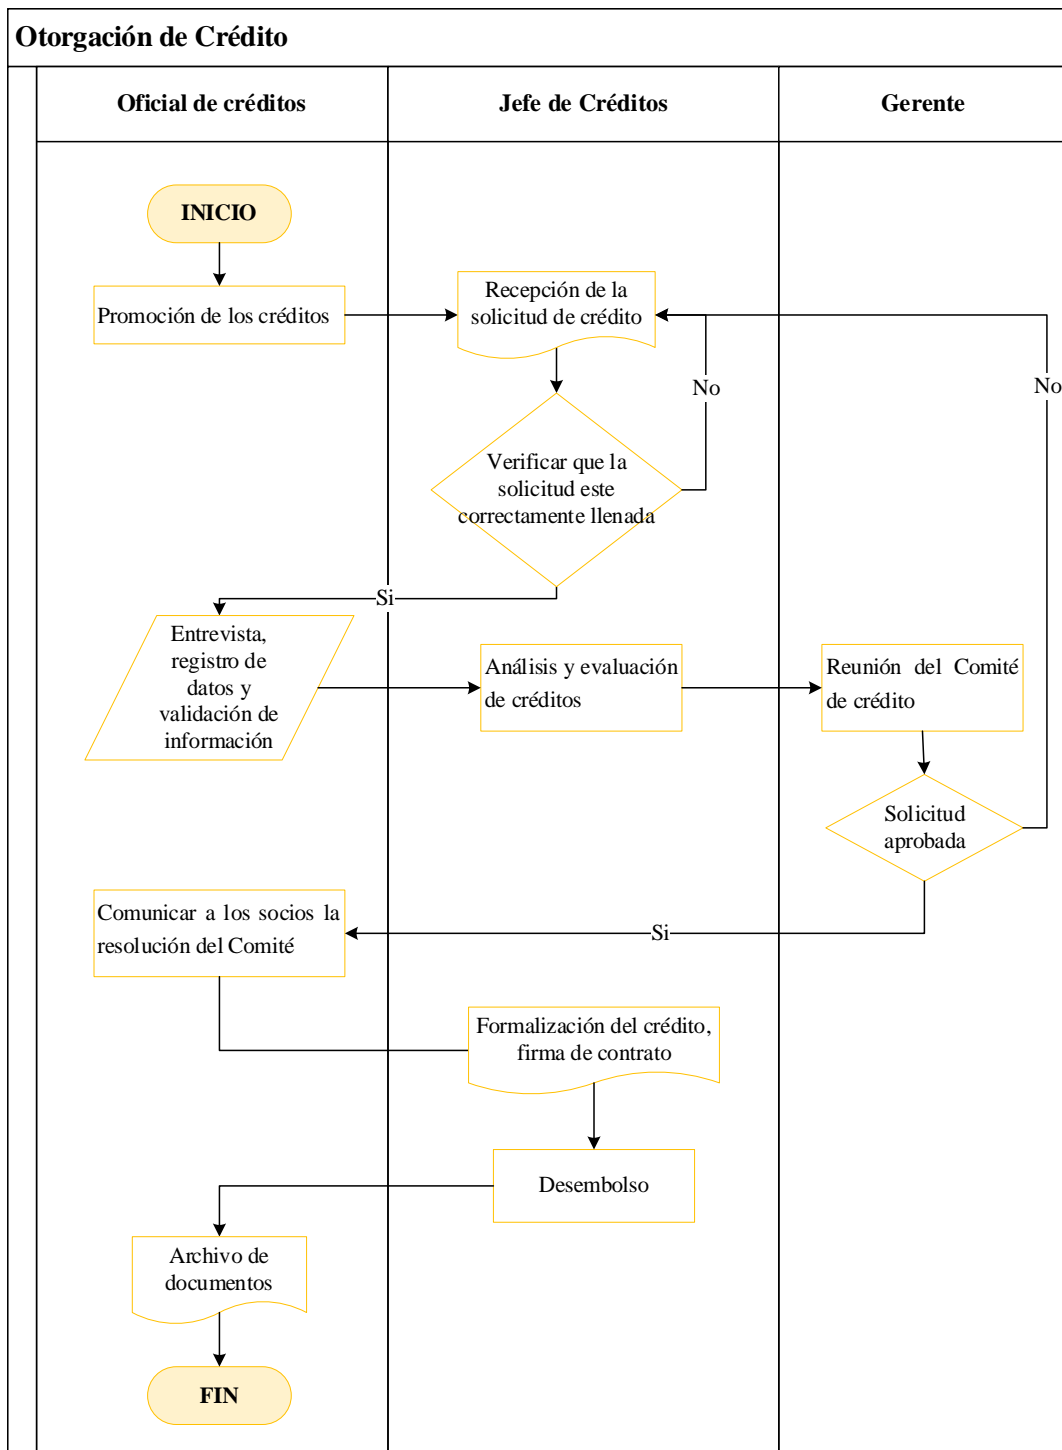 Otorgación de Crédito
Oficial de créditos
Jefe de Créditos
Gerente
INICIO
Promoción de los créditos
Recepción de la
solicitud de crédito
No
No
Verificar que la
solicitud este
correctamente llenada
Si
Entrevista,
registro de
datos y
validación de
información
Análisis y evaluación
de créditos
Reunión del Comité
de crédito
Solicitud
aprobada
Si
Comunicar a los socios la
resolución del Comité
Formalización del crédito,
firma de contrato
Desembolso
Archivo de
documentos
FIN